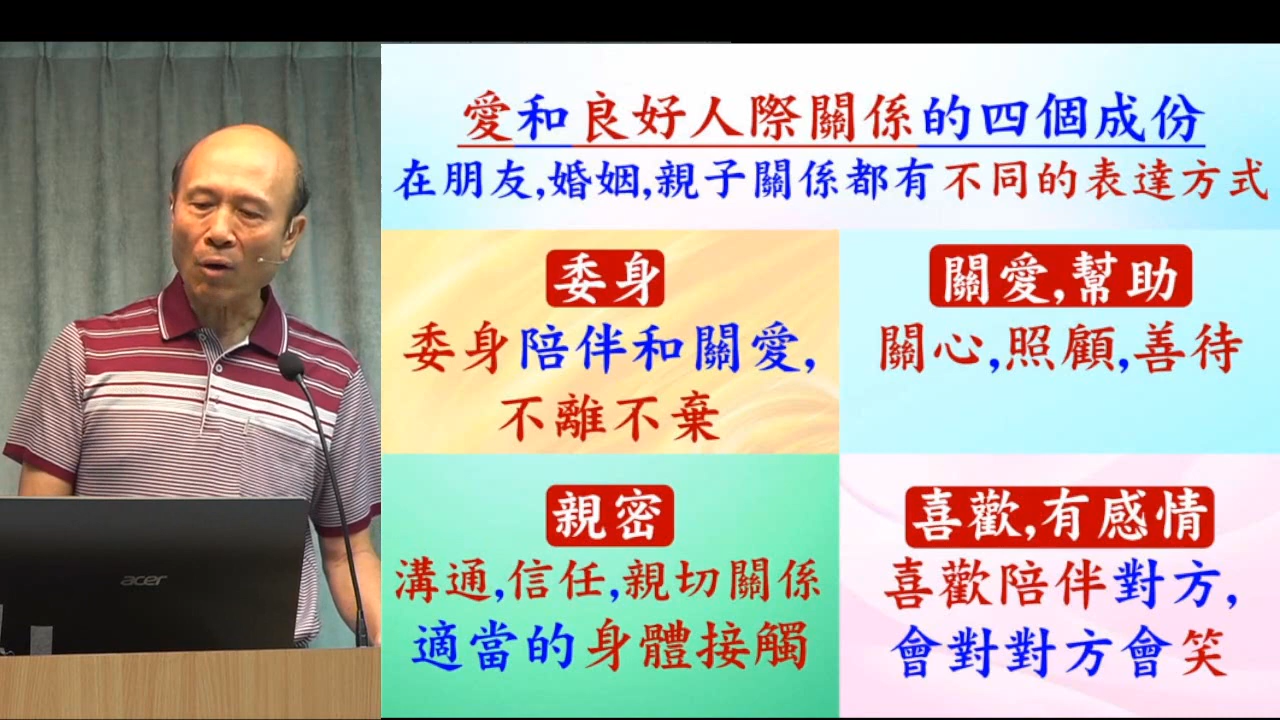 愛和良好人際關係的四個成份
在朋友,婚姻,親子關係都有不同的表達方式
委身
委身陪伴和關愛,
不離不棄
關愛,幫助
關心,照顧,善待
親密
溝通,信任,親切關係
適當的身體接觸
喜歡,有感情
喜歡陪伴對方,
會對對方會笑
acer